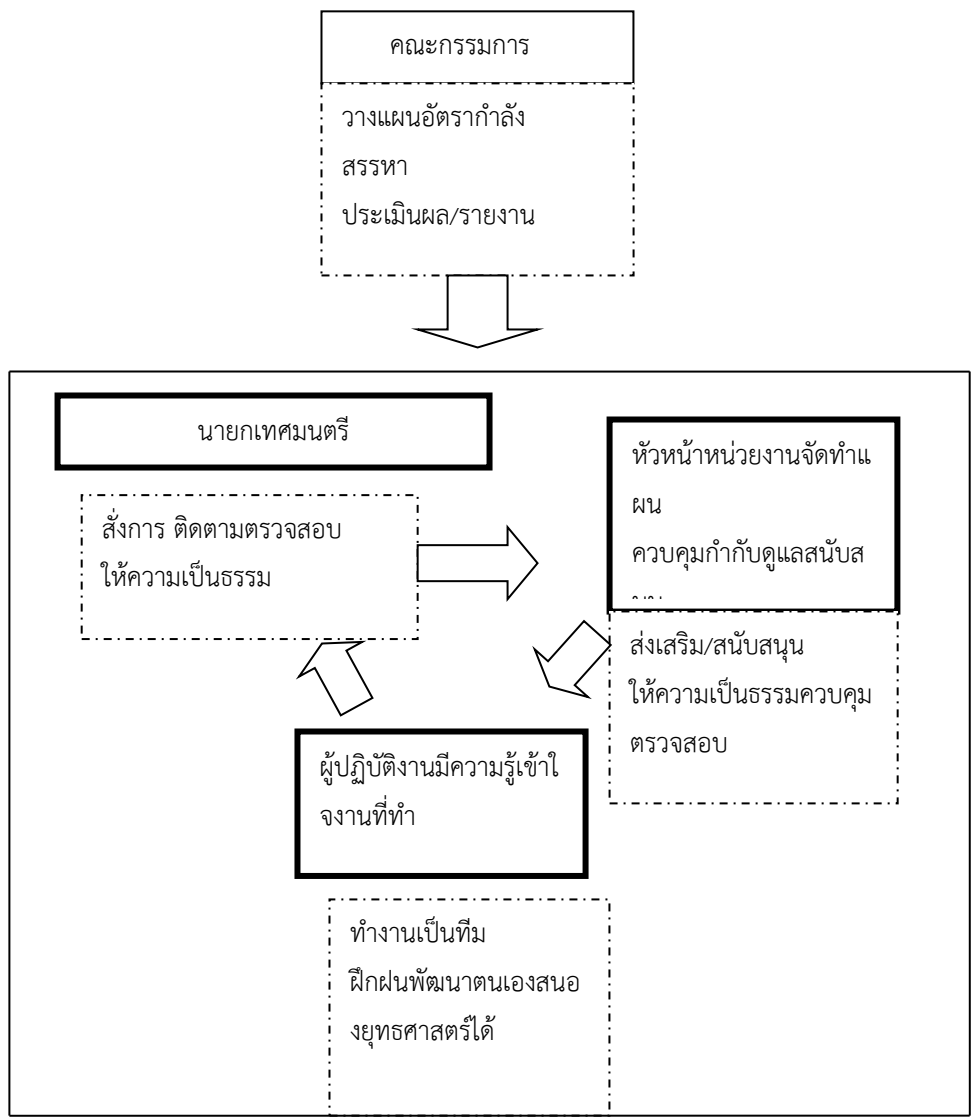 คณะกรรมการ
วางแผนอัตรากำลัง
สรรหา
ประเมินผล/รายงาน
นายกเทศมนตรี
สั่งการ ติดตามตรวจสอบ
ให้ความเป็นธรรม
หัวหน้าหน่วยงานจัดทำแ
ผน
ควบคุมกำกับดูแลสนับส
ส่งเสริม/สนับสนุน
ให้ความเป็นธรรมควบคุม
ตรวจสอบ
ผู้ปฏิบัติงานมีความรู้เข้าใ
จงานที่ทำ
ทำงานเป็นทีม
ฝึกฝนพัฒนาตนเองสนอ
งยุทธศาสตร์ได้